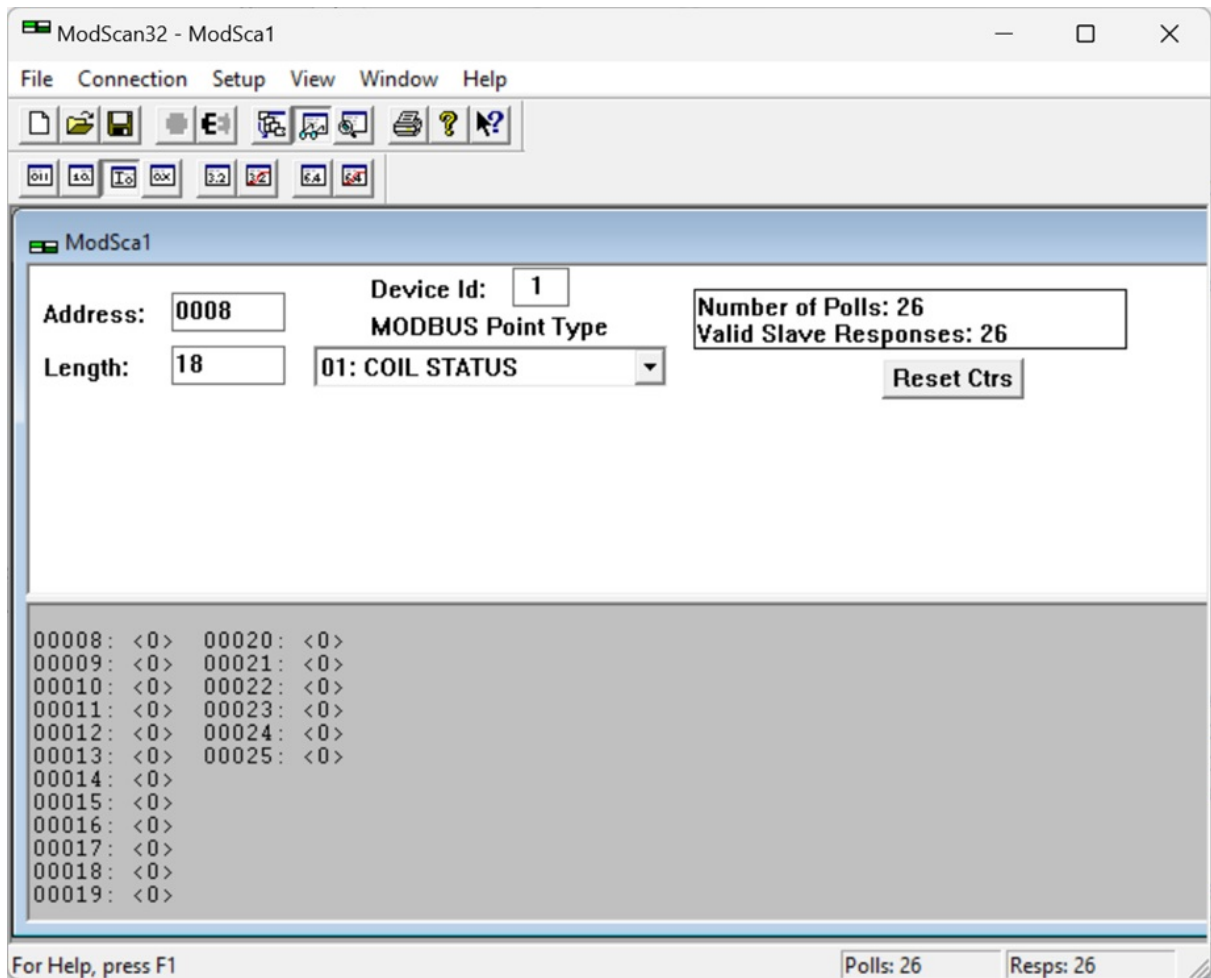 ModScan32 - ModSca1
File Connection Setup View Window Help
ModSca1
Address: 0008
Device Id: 1
MODBUS Point Type
Length: 18
01: COIL STATUS
Number of Polls: 26
Valid Slave Responses: 26
Reset Ctrs
00008: <0> 00020: <0>
00009: <0> 00021: <0>
00010: <0> 00022: <0>
00011: <0> 00023: <0>
00012: <0> 00024: <0>
00013: <0> 00025: <0>
00014: <0>
00015: <0>
00016: <0>
00017: <0>
00018: <0>
00019: <0>
For Help, press F1
Polls: 26
Resps: 26